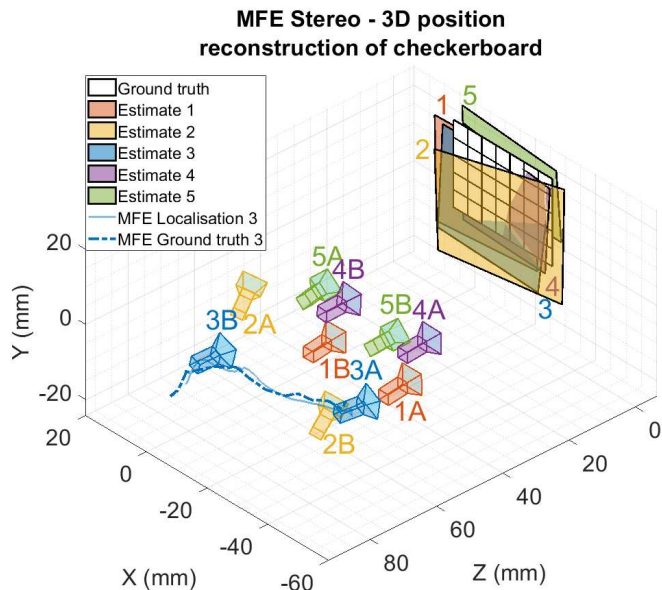 MFE Stereo - 3D position
reconstruction of checkerboard
Ground truth
Estimate 1
Estimate 2
Estimate 3
Estimate 4
Estimate 5
MFE Localisation 3
MFE Ground truth 3
1
5
2
4
3
5A
4B
2A
3B
5B
4A
1B
3A
1A
2B
20
0
-20
Y (mm)
20
0
-20
-40
-60
X (mm)
80
60
40
20
0
Z (mm)